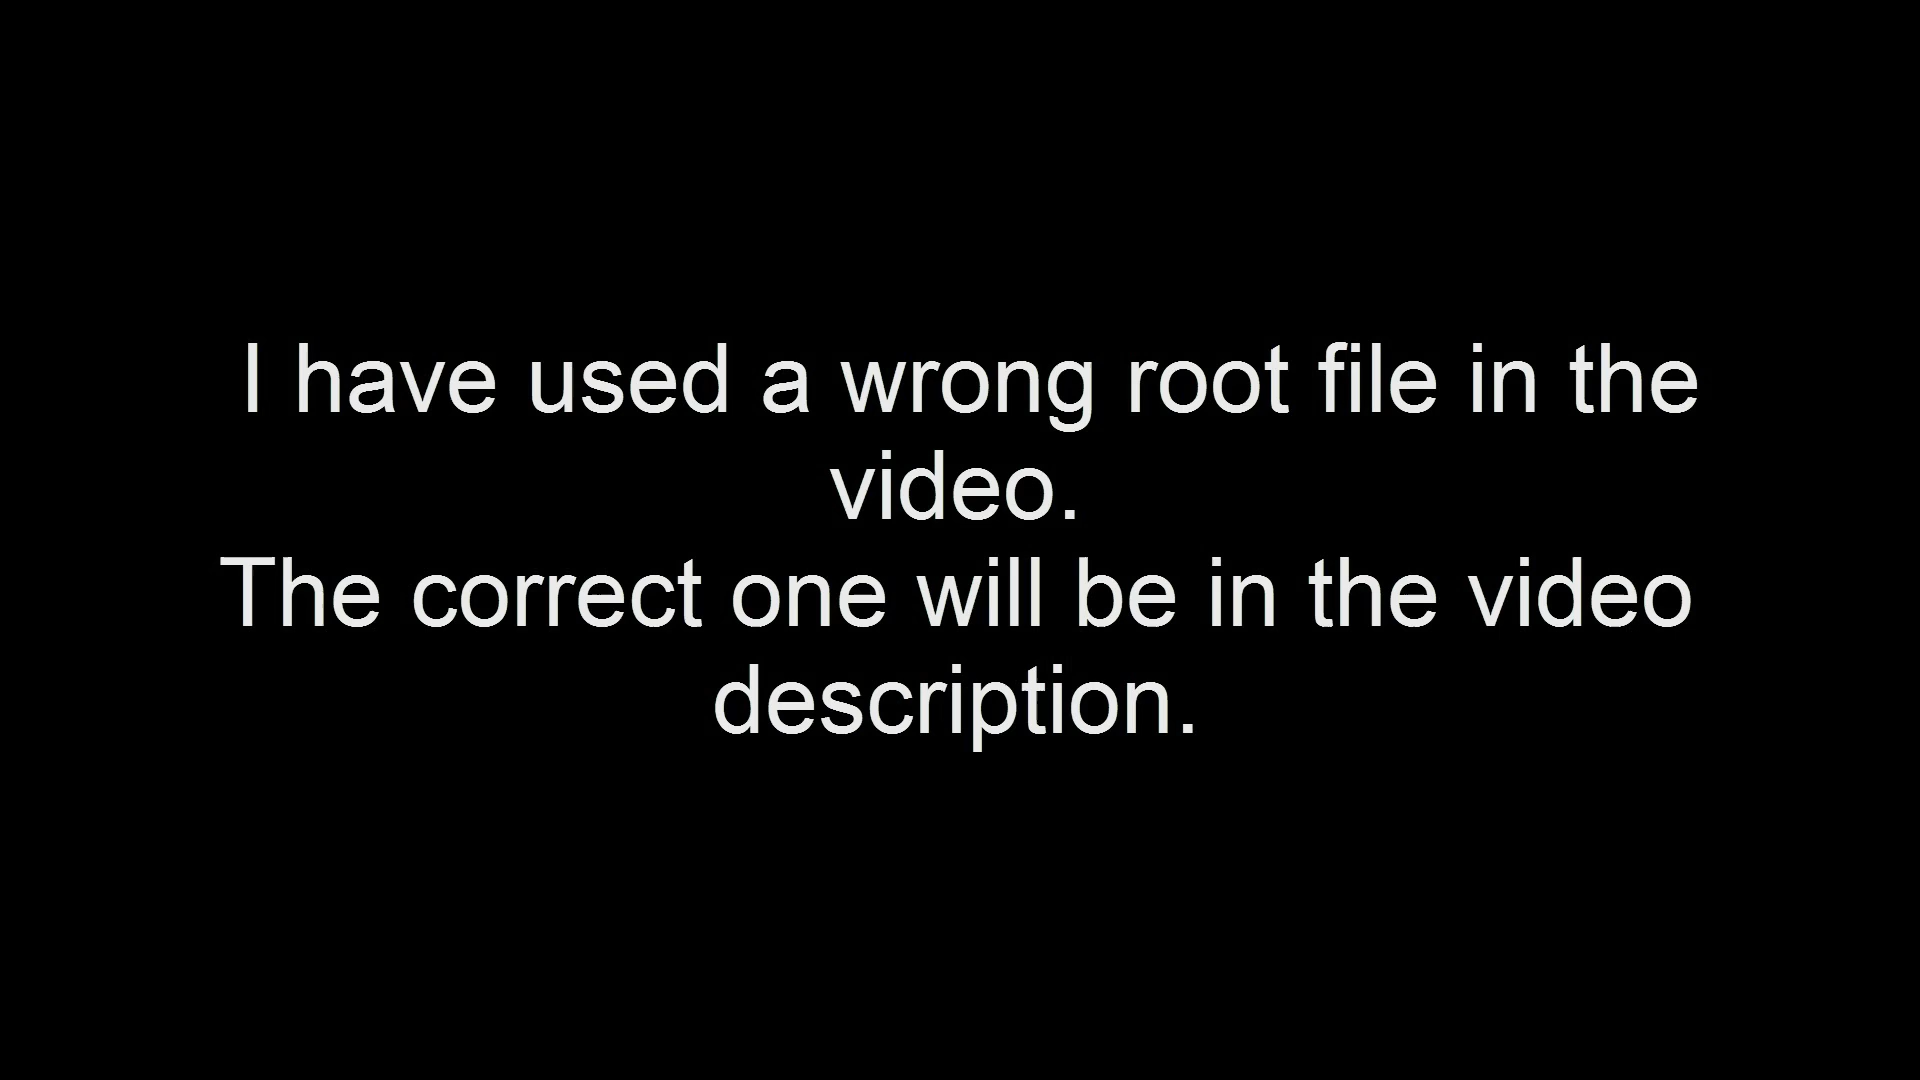 I have used a wrong root file in the
video.
The correct one will be in the video
description.